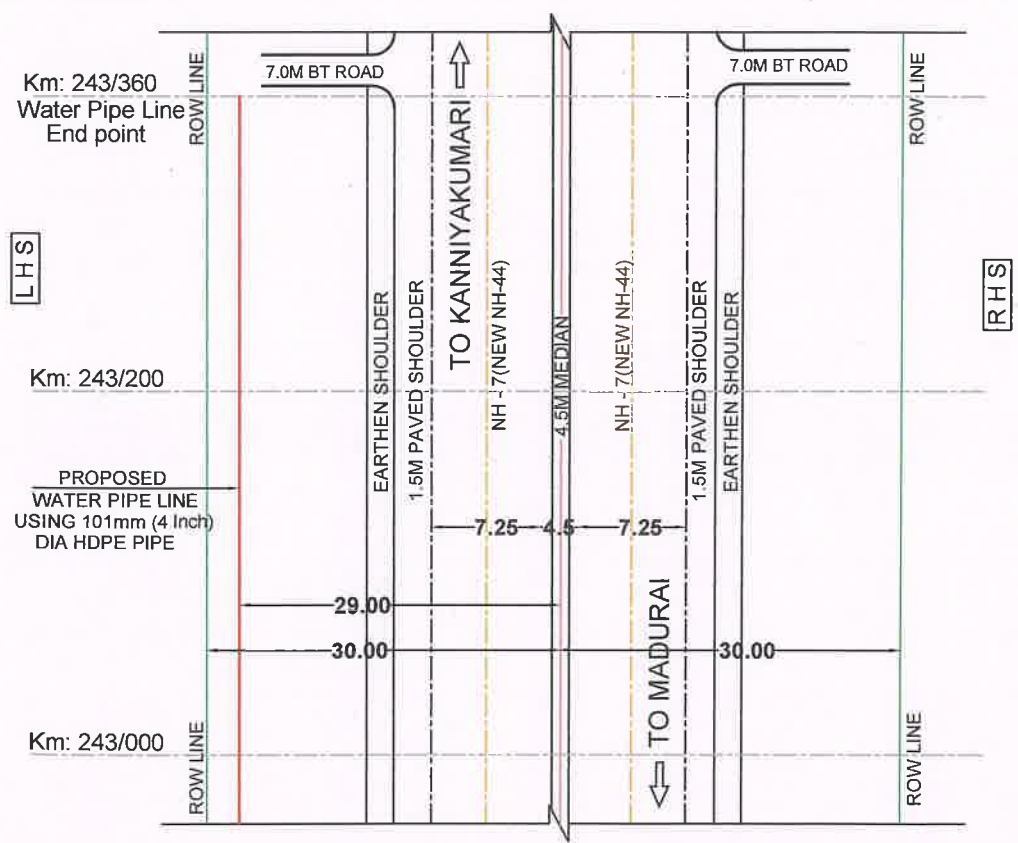 ROW LINE
7.0M BT ROAD
7.0M BT ROAD
ROW LINE
Km: 243/360
Water Pipe Line
End point
LHS
RHS
EARTHEN SHOULDER
1.5M PAVED SHOULDER
TO KANNIYAKUMARI
NH - 7(NEW NH-44)
4.5M MEDIAN
NH - 7(NEW NH-44)
1.5M PAVED SHOULDER
EARTHEN SHOULDER
Km: 243/200
PROPOSED
WATER PIPE LINE
USING 101mm (4 Inch)
DIA HDPE PIPE
7.25 4.5 7.25
29.00
30.00 30.00
TO MADURAI
Km: 243/000
ROW LINE
ROW LINE